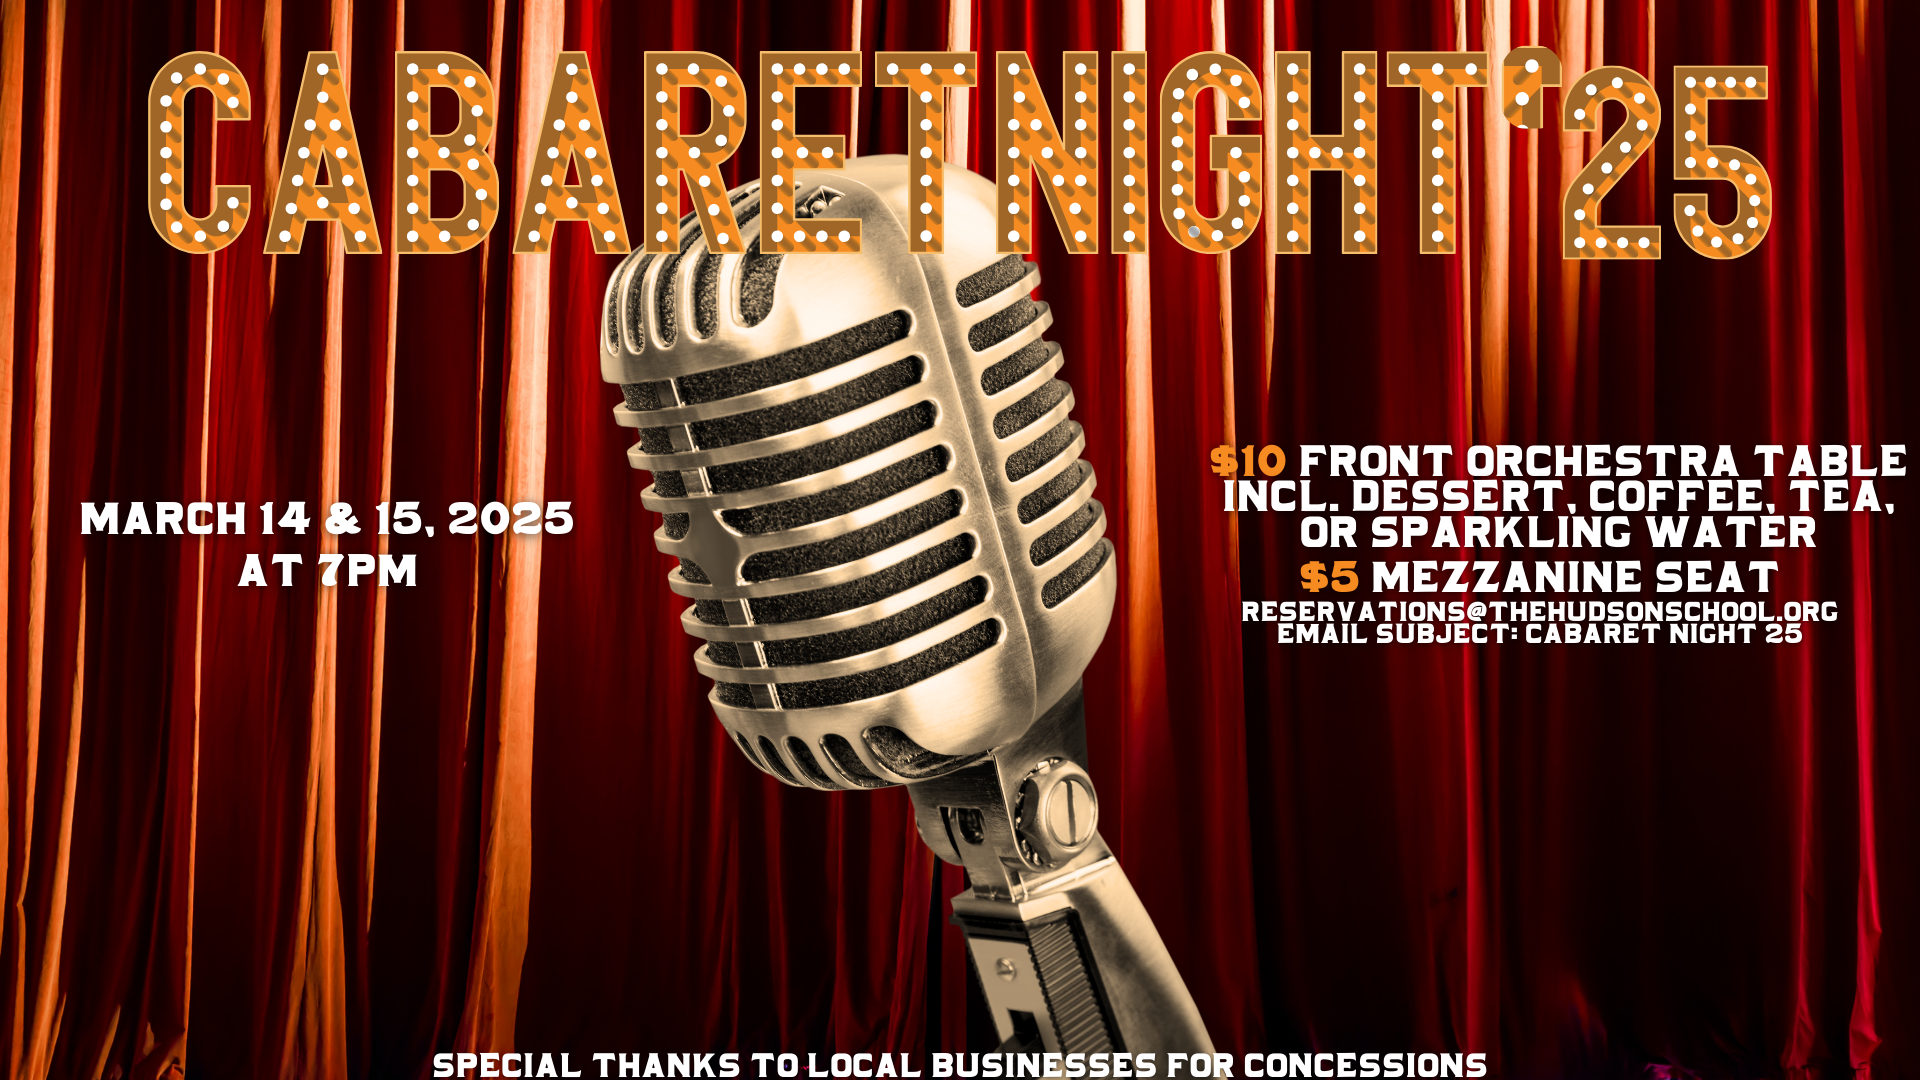 CABARET NIGHT '25
MARCH 14 & 15, 2025
AT 7PM
$10 FRONT ORCHESTRA TABLE
INCL. DESSERT, COFFEE, TEA,
OR SPARKLING WATER
$5 MEZZANINE SEAT
RESERVATIONS@THEHUDSONSCHOOL.ORG
EMAIL SUBJECT: CABARET NIGHT 25
SPECIAL THANKS TO LOCAL BUSINESSES FOR CONCESSIONS